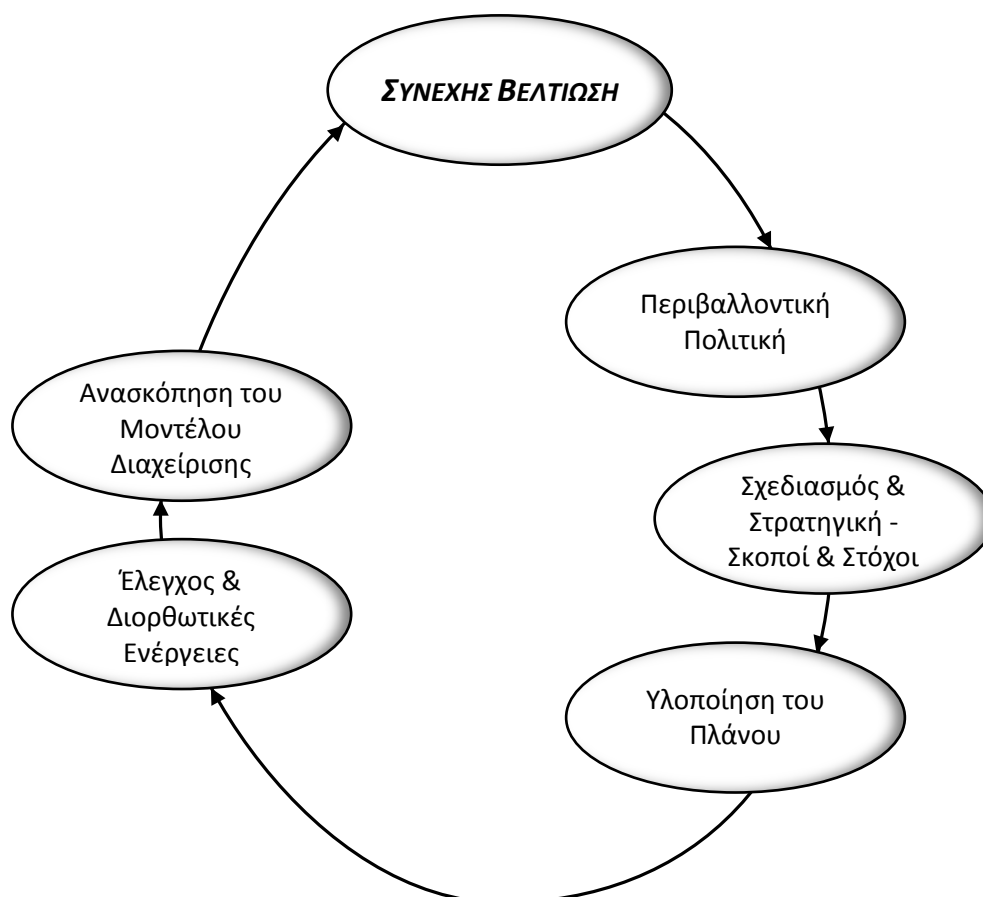 ΣΥΝΕΧΗΣ ΒΕΛΤΙΩΣΗ
Περιβαλλοντική
Πολιτική
Σχεδιασμός &
Στρατηγική -
Σκοποί & Στόχοι
Υλοποίηση του
Πλάνου
Έλεγχος &
Διορθωτικές
Ενέργειες
Ανασκόπηση του
Μοντέλου
Διαχείρισης